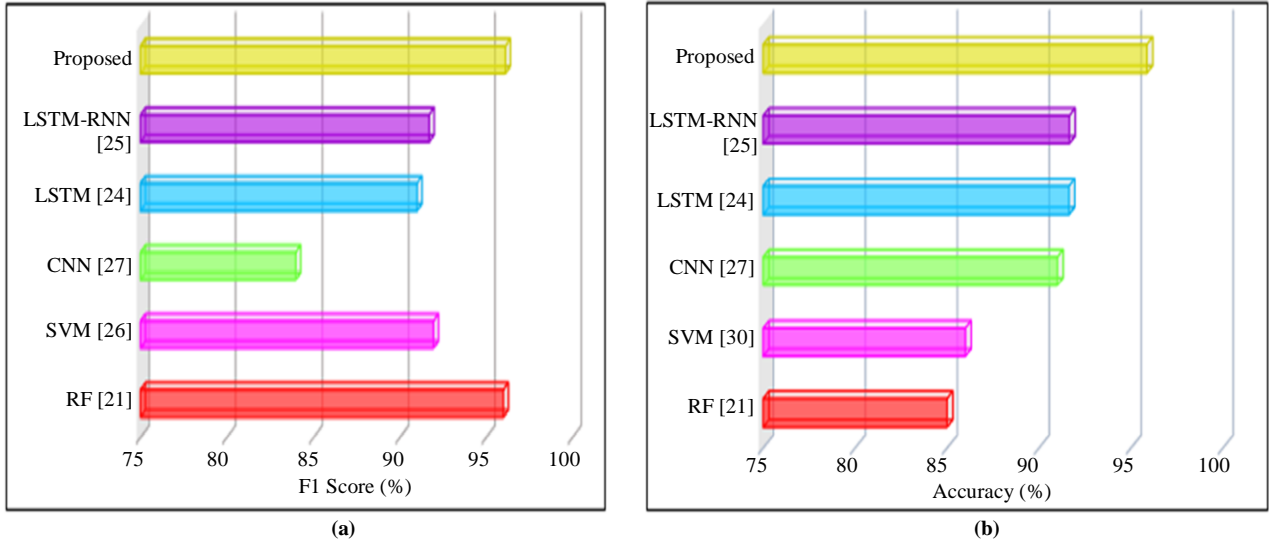 Proposed
LSTM-RNN
[25]
LSTM [24]
CNN [27]
SVM [26]
RF [21]
75 80 85 90 95 100
F1 Score (%)
(a)
Proposed
LSTM-RNN
[25]
LSTM [24]
CNN [27]
SVM [30]
RF [21]
75 80 85 90 95 100
Accuracy (%)
(b)